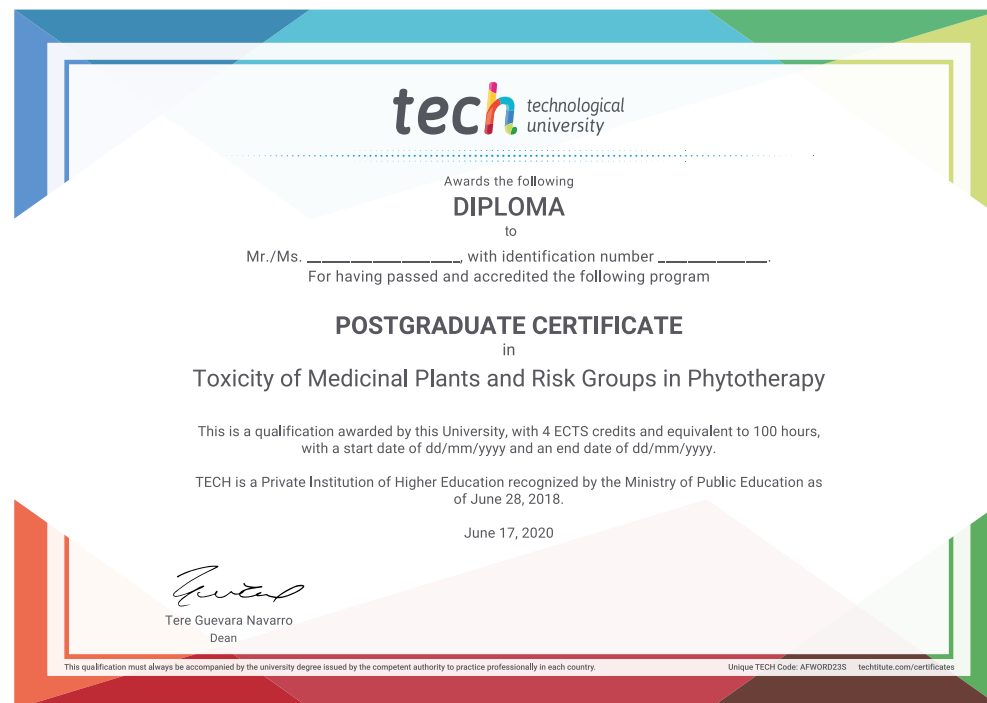 tech technological
university
Awards the following
DIPLOMA
to
Mr./Ms. ____________________, with identification number ______________.
For having passed and accredited the following program
POSTGRADUATE CERTIFICATE
in
Toxicity of Medicinal Plants and Risk Groups in Phytotherapy
This is a qualification awarded by this University, with 4 ECTS credits and equivalent to 100 hours,
with a start date of dd/mm/yyyy and an end date of dd/mm/yyyy.
TECH is a Private Institution of Higher Education recognized by the Ministry of Public Education as
of June 28, 2018.
June 17, 2020
Tere Guevara Navarro
Dean
This qualification must always be accompanied by the university degree issued by the competent authority to practice professionally in each country.
Unique TECH Code: AFWORD23S techtitute.com/certificates